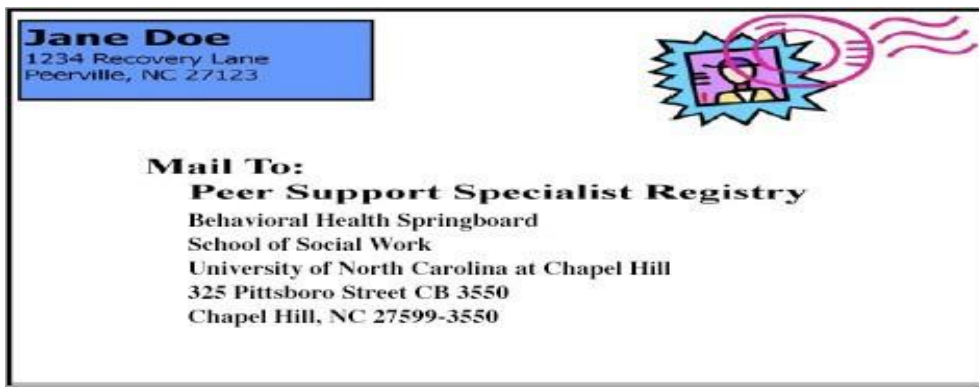 Jane Doe
1234 Recovery Lane
Peerville, NC 27123
Mail To:
Peer Support Specialist Registry
Behavioral Health Springboard
School of Social Work
University of North Carolina at Chapel Hill
325 Pittsboro Street CB 3550
Chapel Hill, NC 27599-3550